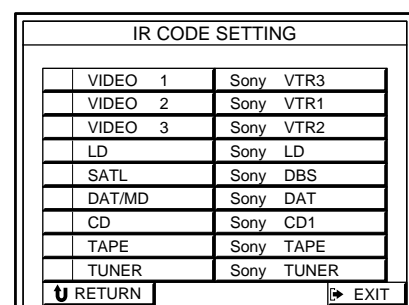 IR CODE SETTING
VIDEO 1 Sony VTR3
VIDEO 2 Sony VTR1
VIDEO 3 Sony VTR2
LD Sony LD
SATL Sony DBS
DAT/MD Sony DAT
CD Sony CD1
TAPE Sony TAPE
TUNER Sony TUNER
RETURN EXIT